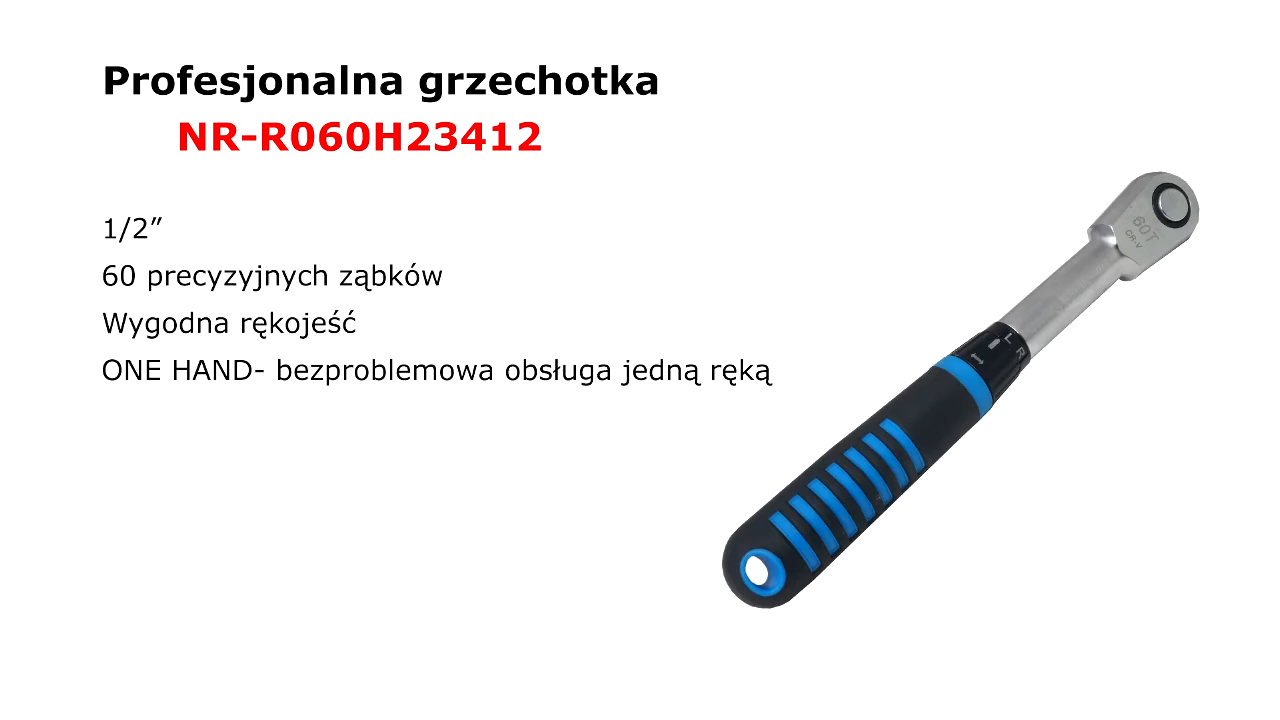 Profesjonalna grzechotka
NR-R060H23412
1/2”
60 precyzyjnych ząbków
Wygodna rękojeść
ONE HAND- bezproblemowa obsługa jedną ręką
60T
CR-V
L
R